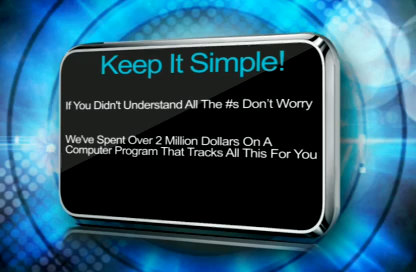 Keep It Simple!
If You Didn't Understand All The #s Don't Worry
We've Spent Over 2 Million Dollars On A
Computer Program That Tracks All This For You